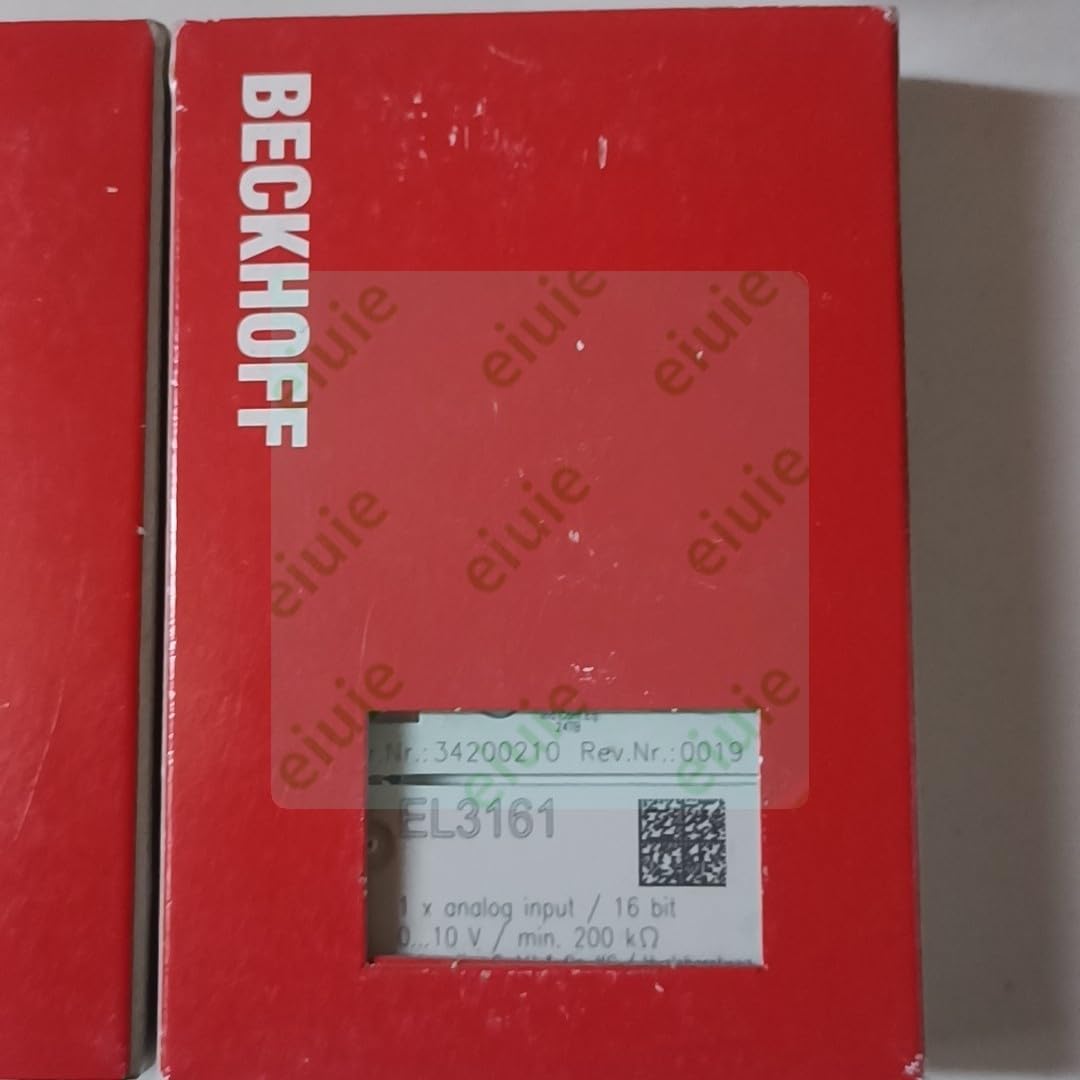 BECKHOFF
eiuie eiuie eiuie
eiuie eiuie eiuie
eiuie eiuie eiuie
24TB
Nr.:34200210 Rev.Nr.:0019
EL3161
1 x analog input / 16 bit
0...10 V / min. 200 kΩ